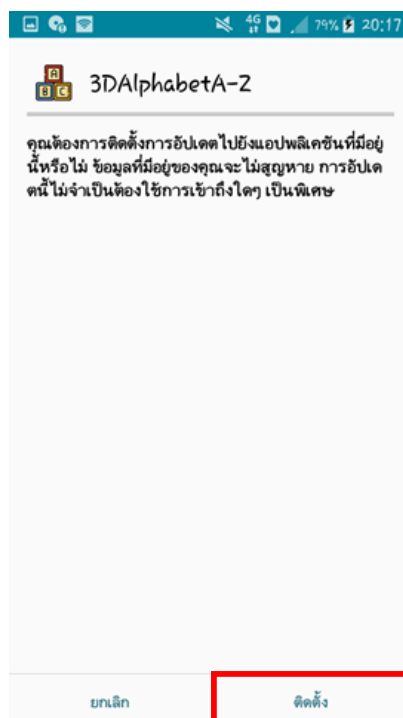 4G 79% 20:17
A
B C
3DAlphabetA-Z
คุณต้องการติดตั้งการอัปเดตไปยังแอปพลิเคชันที่มีอยู่
นี้หรือไม่ ข้อมูลที่มีอยู่ของคุณจะไม่สูญหาย การอัปเด
ตนี้ไม่จำเป็นต้องใช้การเข้าถึงใดๆ เป็นพิเศษ
ยกเลิก ติดตั้ง